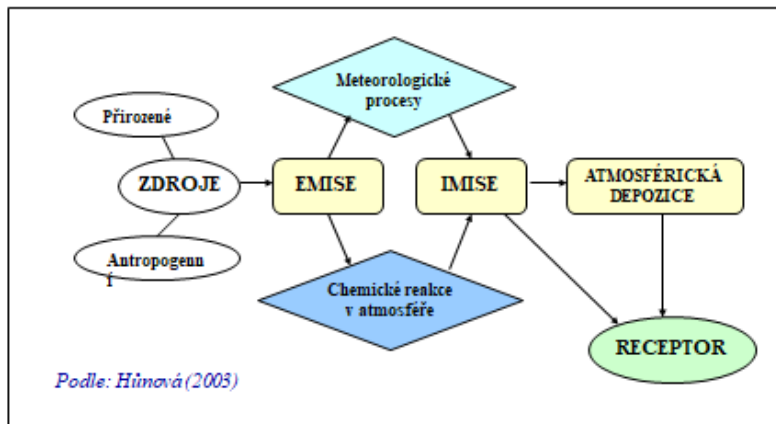 Meteorologické
procesy
Přirozené
ZDROJE
EMISE
IMISE
ATMOSFÉRICKÁ
DEPOZICE
Antropogenn
í
Chemické reakce
v atmosféře
RECEPTOR
Podle: Hůnová (2003)